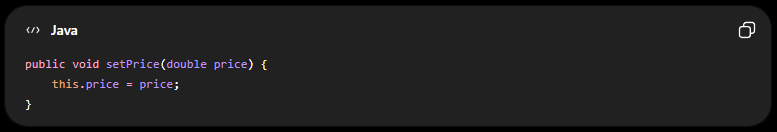 </> Java
public void setPrice(double price) {
    this.price = price;
}